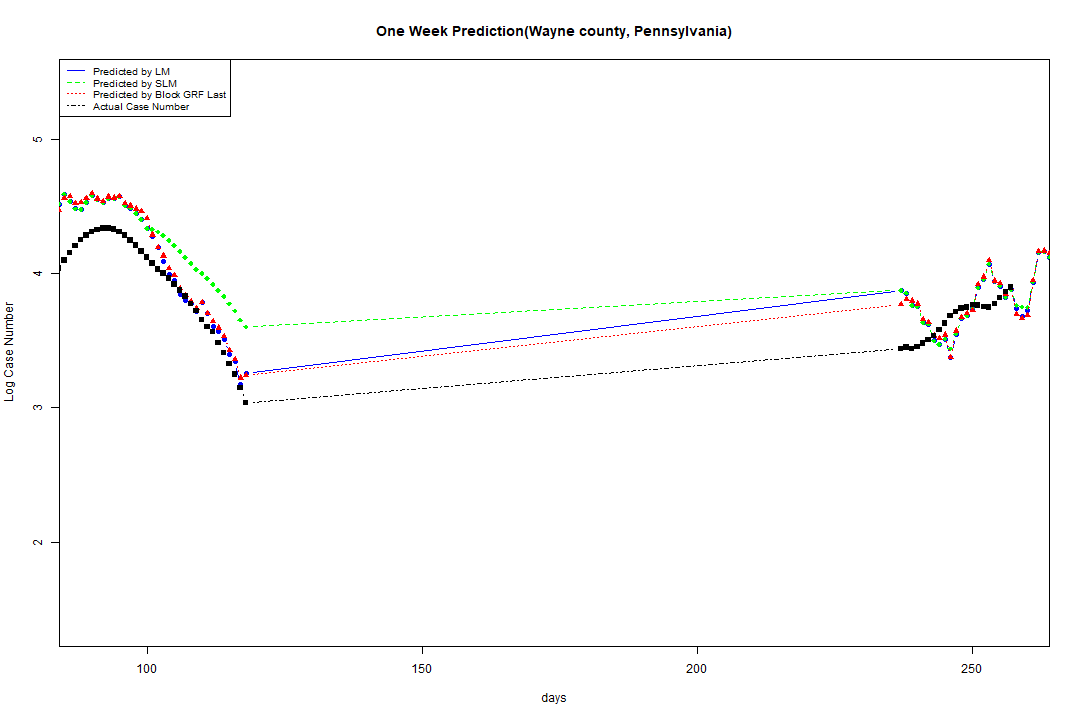 One Week Prediction(Wayne county, Pennsylvania)
Predicted by LM
Predicted by SLM
Predicted by Block GRF Last
Actual Case Number
5
4
3
2
Log Case Number
100 150 200 250
days